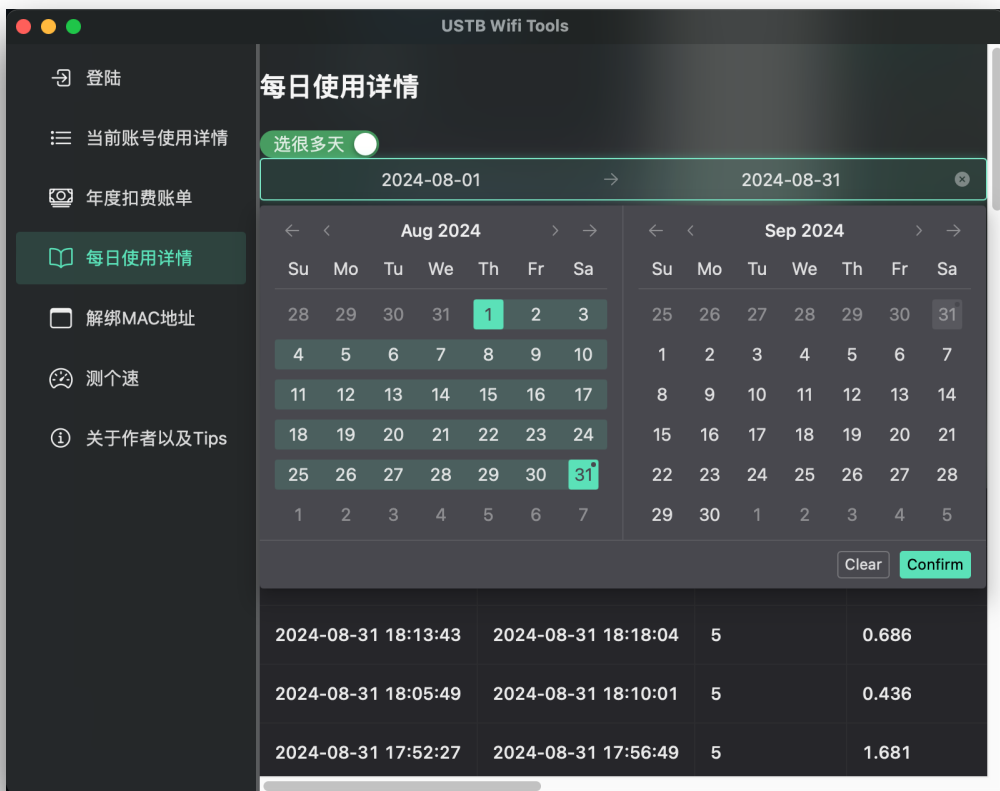 USTB Wifi Tools
登陆
当前账号使用详情
年度扣费账单
每日使用详情
解绑MAC地址
测个速
关于作者以及Tips
每日使用详情
选很多天
2024-08-01 → 2024-08-31
Aug 2024
Su Mo Tu We Th Fr Sa
28 29 30 31 1 2 3
4 5 6 7 8 9 10
11 12 13 14 15 16 17
18 19 20 21 22 23 24
25 26 27 28 29 30 31
1 2 3 4 5 6 7
Sep 2024
Su Mo Tu We Th Fr Sa
25 26 27 28 29 30 31
1 2 3 4 5 6 7
8 9 10 11 12 13 14
15 16 17 18 19 20 21
22 23 24 25 26 27 28
29 30 1 2 3 4 5
Clear Confirm
2024-08-31 18:13:43 2024-08-31 18:18:04 5 0.686
2024-08-31 18:05:49 2024-08-31 18:10:01 5 0.436
2024-08-31 17:52:27 2024-08-31 17:56:49 5 1.681